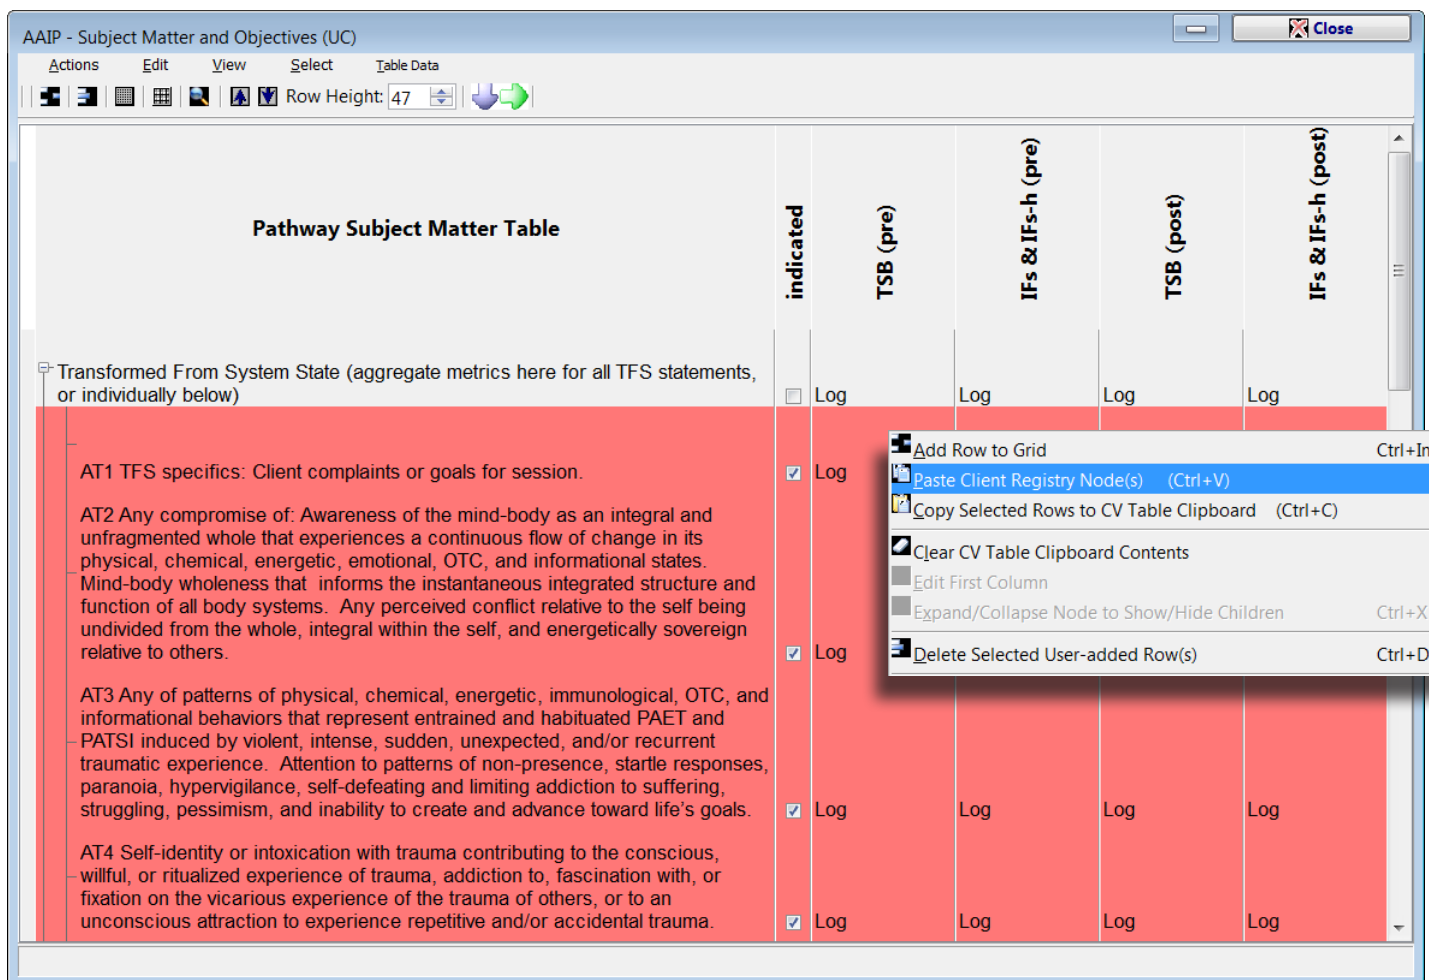 AAIP - Subject Matter and Objectives (UC)
Close
Actions Edit View Select Table Data
Row Height: 47
Pathway Subject Matter Table
indicated
TSB (pre)
IFs & IFs-h (pre)
TSB (post)
IFs & IFs-h (post)
Transformed From System State (aggregate metrics here for all TFS statements,
or individually below)
Log Log Log Log
AT1 TFS specifics: Client complaints or goals for session.
Log
AT2 Any compromise of: Awareness of the mind-body as an integral and
unfragmented whole that experiences a continuous flow of change in its
physical, chemical, energetic, emotional, OTC, and informational states.
Mind-body wholeness that informs the instantaneous integrated structure and
function of all body systems. Any perceived conflict relative to the self being
undivided from the whole, integral within the self, and energetically sovereign
relative to others.
Log
AT3 Any of patterns of physical, chemical, energetic, immunological, OTC, and
informational behaviors that represent entrained and habituated PAET and
PATSI induced by violent, intense, sudden, unexpected, and/or recurrent
traumatic experience. Attention to patterns of non-presence, startle responses,
paranoia, hypervigilance, self-defeating and limiting addiction to suffering,
struggling, pessimism, and inability to create and advance toward life's goals.
Log Log Log Log
AT4 Self-identity or intoxication with trauma contributing to the conscious,
willful, or ritualized experience of trauma, addiction to, fascination with, or
fixation on the vicarious experience of the trauma of others, or to an
unconscious attraction to experience repetitive and/or accidental trauma.
Log Log Log Log
Add Row to Grid Ctrl+In
Paste Client Registry Node(s) (Ctrl+V)
Copy Selected Rows to CV Table Clipboard (Ctrl+C)
Clear CV Table Clipboard Contents
Edit First Column
Expand/Collapse Node to Show/Hide Children Ctrl+X
Delete Selected User-added Row(s) Ctrl+D